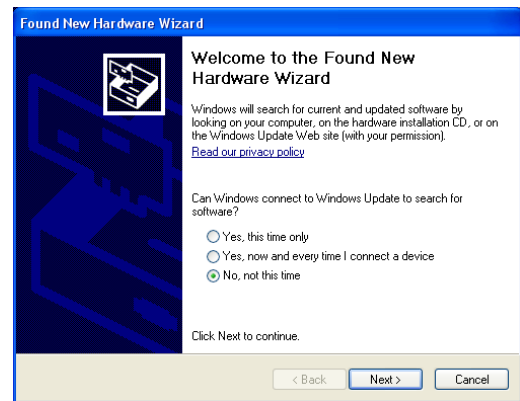 Found New Hardware Wizard
Welcome to the Found New
Hardware Wizard
Windows will search for current and updated software by
looking on your computer, on the hardware installation CD, or on
the Windows Update Web site (with your permission).
Read our privacy policy
Can Windows connect to Windows Update to search for
software?
Yes, this time only
Yes, now and every time I connect a device
No, not this time
Click Next to continue.
< Back Next > Cancel